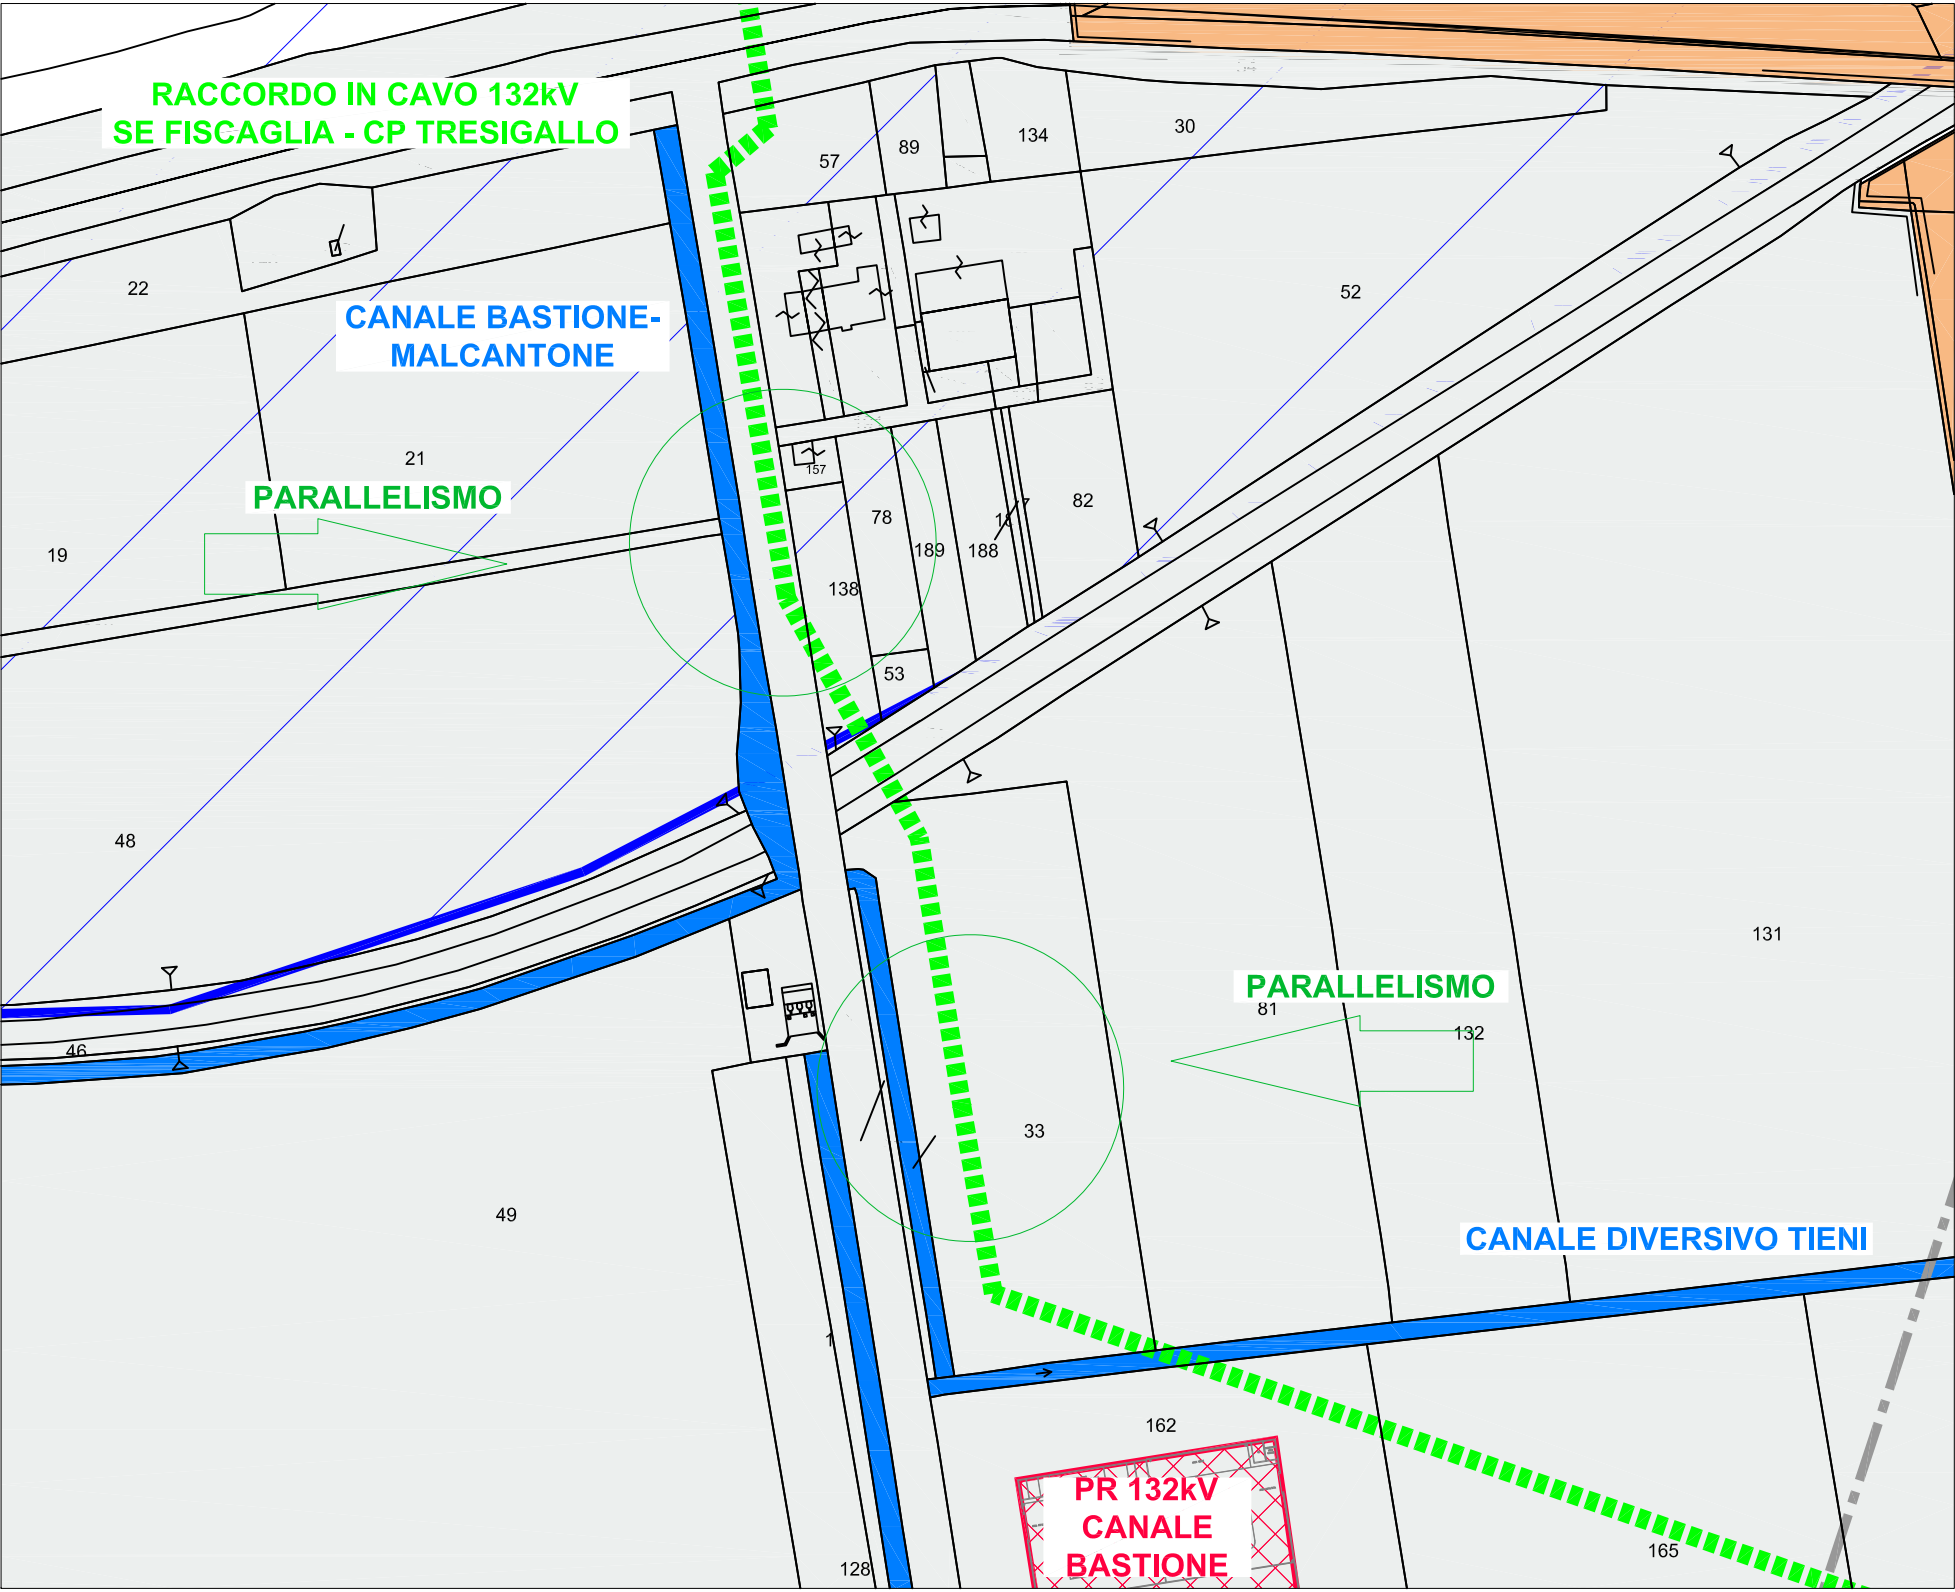 RACCORDO IN CAVO 132kV
SE FISCAGLIA - CP TRESIGALLO
134
30
89
57
22
52
CANALE BASTIONE-
MALCANTONE
21
157
PARALLELISMO
82
78
19
189
188
138
53
48
131
PARALLELISMO
81
132
46
33
49
CANALE DIVERSIVO TIENI
162
PR 132kV
CANALE
BASTIONE
165
128